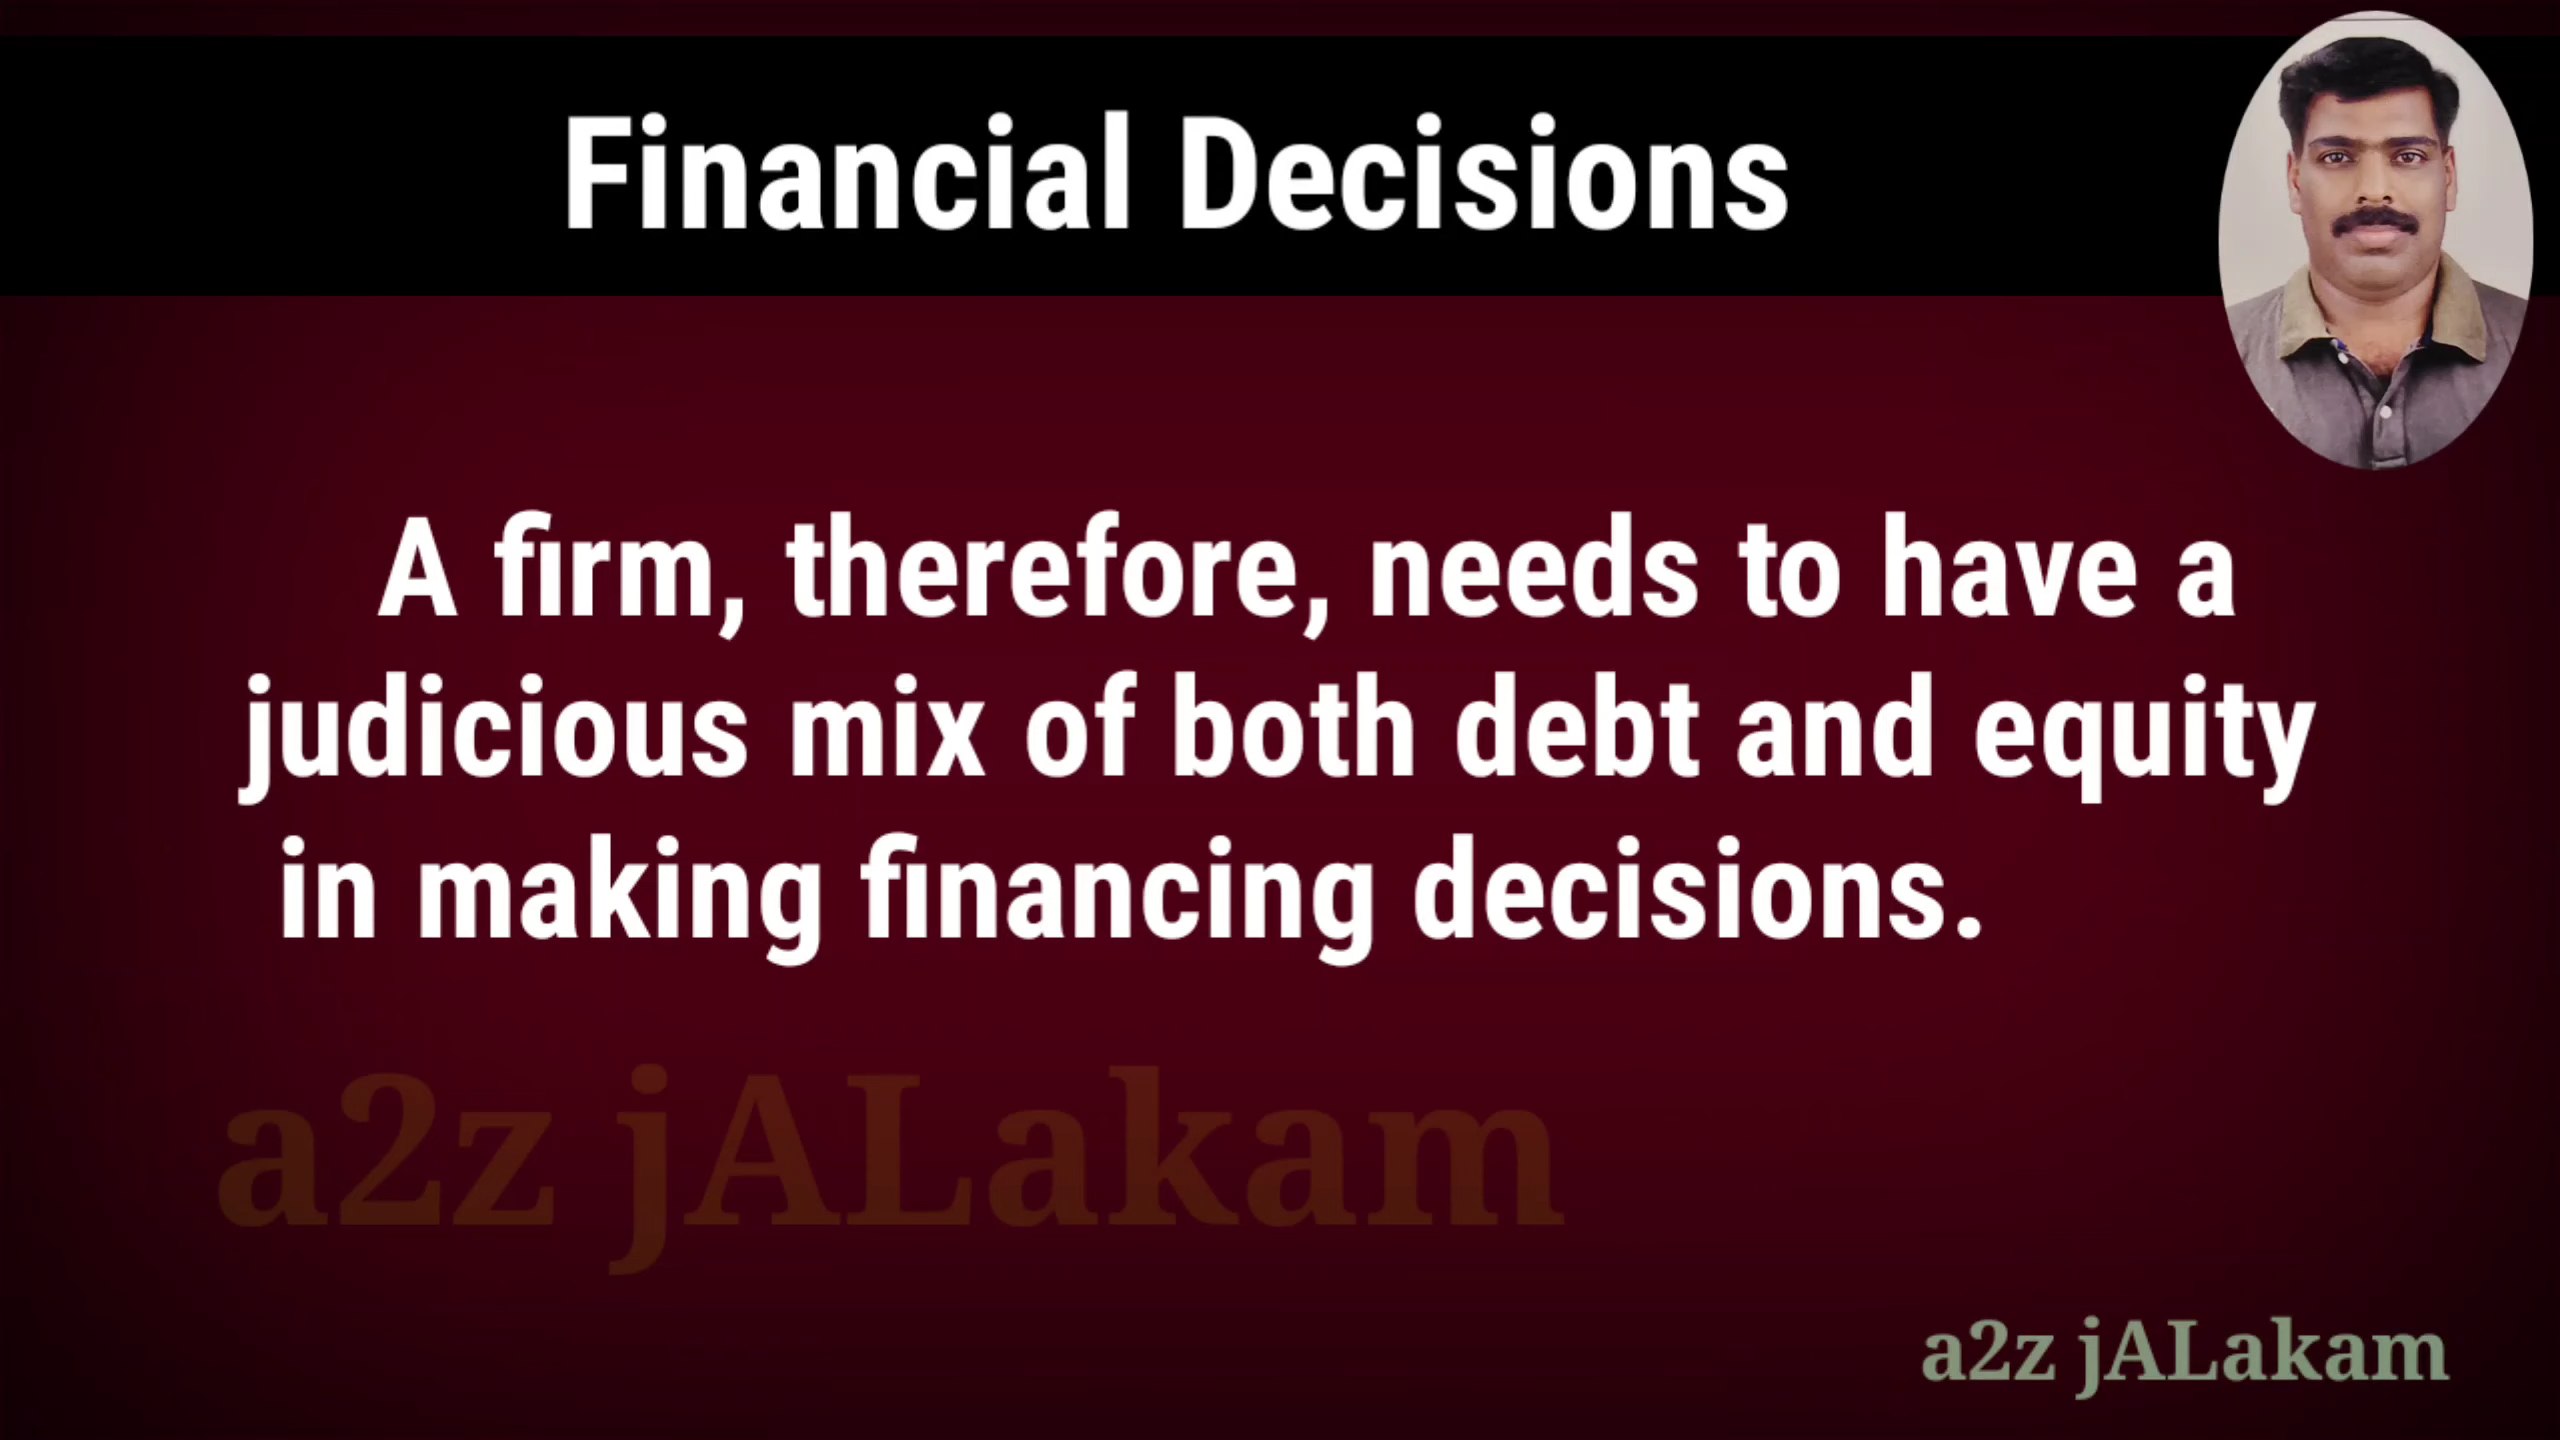 Financial Decisions
A firm, therefore, needs to have a
judicious mix of both debt and equity
in making financing decisions.
a2z jALakam
a2z jALakam